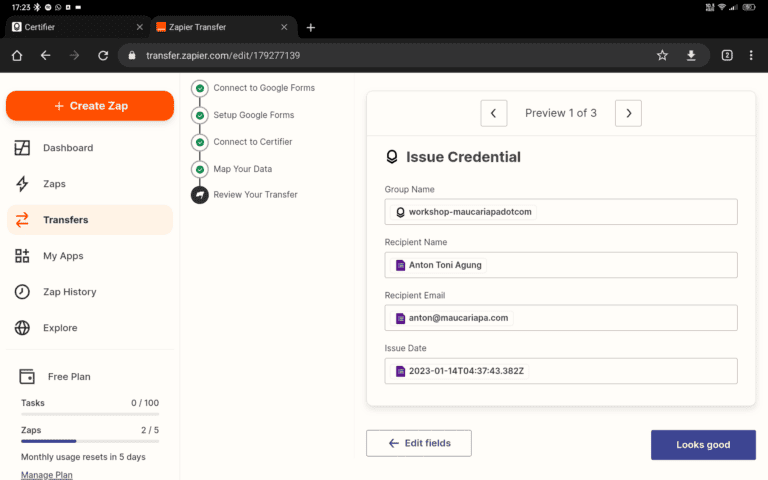 17:23
Certifier
Zapier Transfer
transfer.zapier.com/edit/179277139
2
+ Create Zap
Dashboard
Zaps
Transfers
My Apps
Zap History
Explore
Free Plan
Tasks 0 / 100
Zaps 2 / 5
Monthly usage resets in 5 days
Manage Plan
Connect to Google Forms
Setup Google Forms
Connect to Certifier
Map Your Data
Review Your Transfer
Preview 1 of 3
Issue Credential
Group Name
workshop-maucariapadotcom
Recipient Name
Anton Toni Agung
Recipient Email
anton@maucariapa.com
Issue Date
2023-01-14T04:37:43.382Z
Edit fields
Looks good